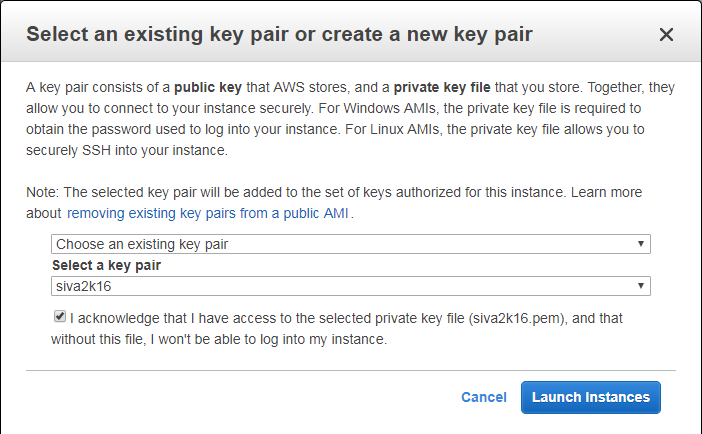 Select an existing key pair or create a new key pair
A key pair consists of a public key that AWS stores, and a private key file that you store. Together, they
allow you to connect to your instance securely. For Windows AMIs, the private key file is required to
obtain the password used to log into your instance. For Linux AMIs, the private key file allows you to
securely SSH into your instance.
Note: The selected key pair will be added to the set of keys authorized for this instance. Learn more
about removing existing key pairs from a public AMI.
Choose an existing key pair
Select a key pair
siva2k16
I acknowledge that I have access to the selected private key file (siva2k16.pem), and that
without this file, I won't be able to log into my instance.
Cancel Launch Instances